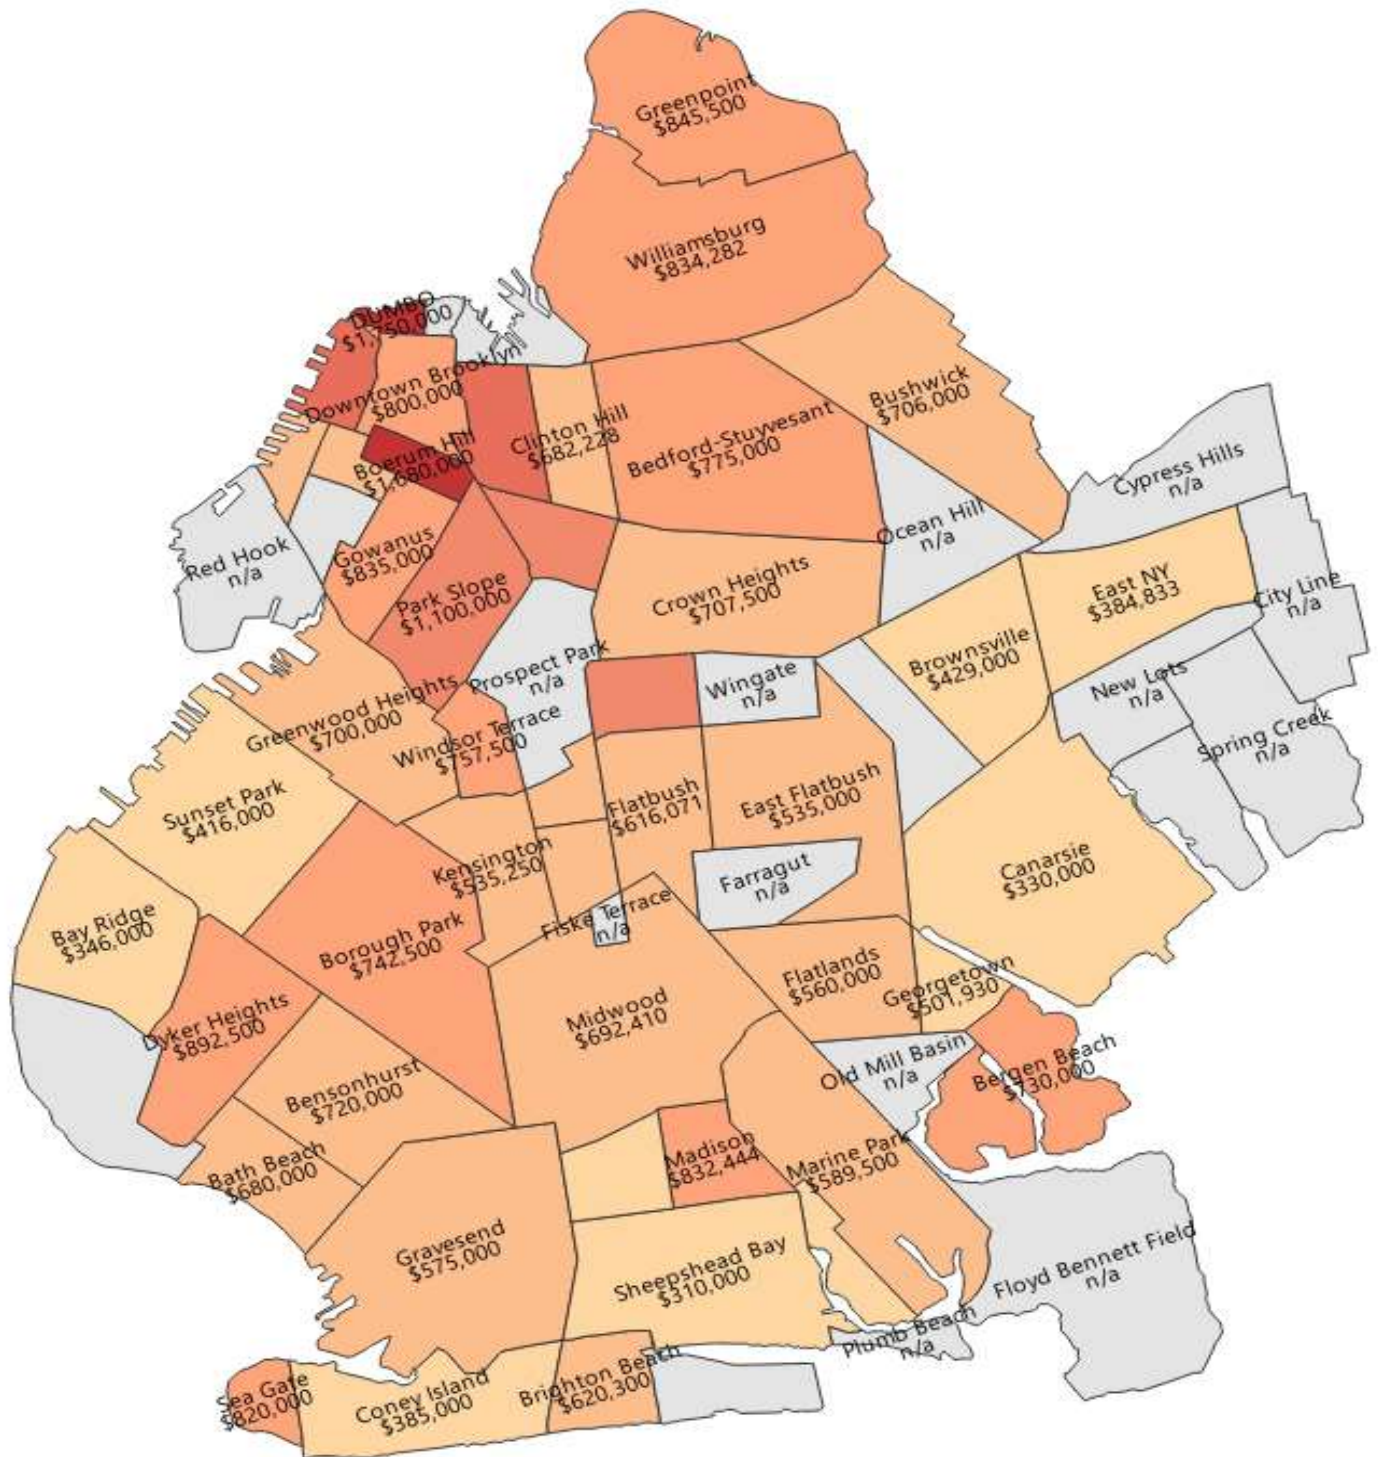 Greenpoint
$845,500
Williamsburg
$834,282
DUMBO
Downtown Brooklyn
$800,000
Bushwick
$706,000
Clinton Hill
$682,228
Bedford-Stuyvesant
$775,000
Boerum Hill
$1,680,000
Cypress Hills
n/a
Ocean Hill
n/a
Red Hook
n/a
Gowanus
$835,000
Park Slope
$1,100,000
Crown Heights
$707,500
East NY
$384,833
City Line
n/a
Brownsville
$429,000
Prospect Park
n/a
Wingate
n/a
New Lots
n/a
Greenwood Heights
$700,000
Windsor Terrace
$757,500
Spring Creek
n/a
Sunset Park
$416,000
Flatbush
$616,071
East Flatbush
$535,000
Kensington
$535,250
Farragut
n/a
Canarsie
$330,000
Bay Ridge
$346,000
Borough Park
$742,500
Fiske Terrace
n/a
Flatlands
$560,000
Georgetown
$501,930
Dyker Heights
$892,500
Midwood
$692,410
Old Mill Basin
n/a
Bergen Beach
$730,000
Bensonhurst
$720,000
Bath Beach
$680,000
Madison
$832,444
Marine Park
$589,500
Gravesend
$575,000
Sheepshead Bay
$310,000
Floyd Bennett Field
n/a
Plumb Beach
n/a
Sea Gate
$820,000
Coney Island
$385,000
Brighton Beach
$620,300